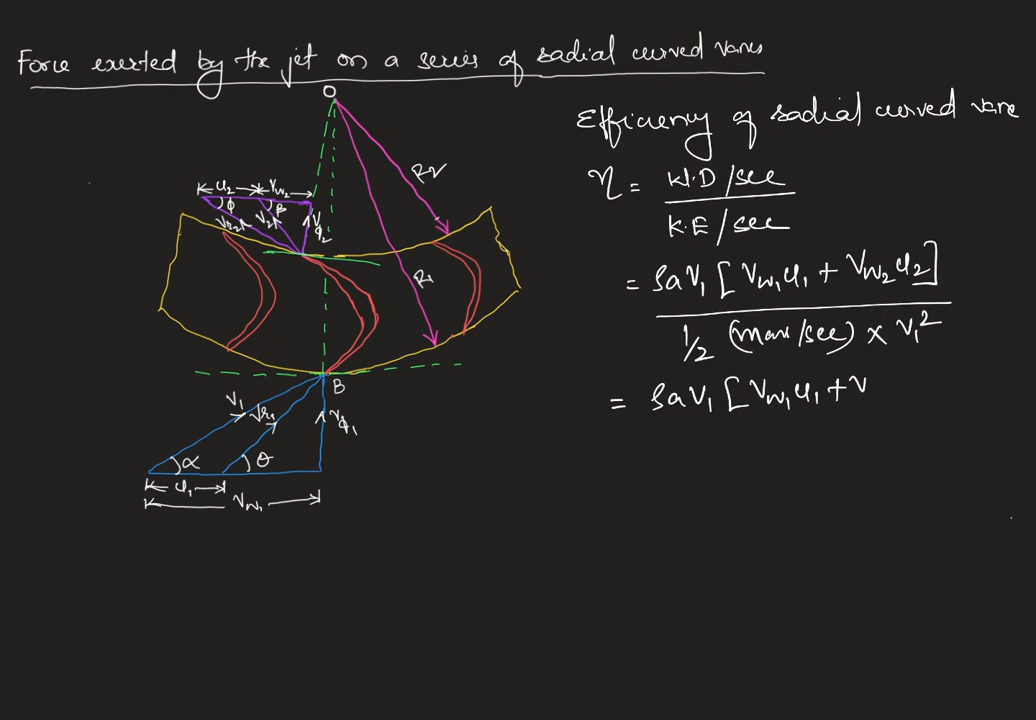 Force exerted by the jet on a series of radial curved vanes
O
Efficiency of radial curved vane
η = W.D/sec
K.E/sec
= ρaV₁ [Vw₁u₁ + Vw₂u₂]
1/2 (mass/sec) × V₁²
= ρaV₁ [Vw₁u₁ + V
u₂ Vw₂
φ β
Vr₂ V₂ Vf₂
R₂
R₁
B
V₁ Vr₁ Vf₁
α θ
u₁
Vw₁